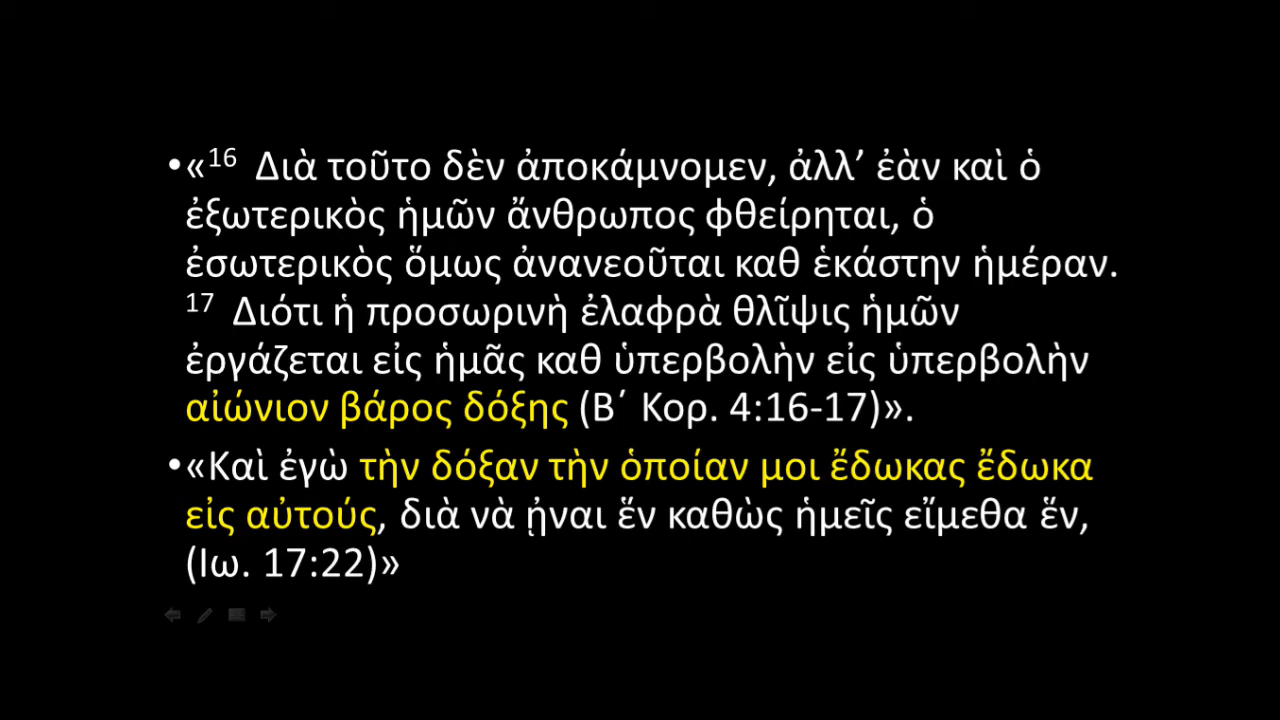 •«16 Διὰ τοῦτο δὲν ἀποκάμνομεν, ἀλλ’ ἐὰν καὶ ὁ
ἐξωτερικὸς ἡμῶν ἄνθρωπος φθείρηται, ὁ
ἐσωτερικὸς ὅμως ἀνανεοῦται καθ ἑκάστην ἡμέραν.
17 Διότι ἡ προσωρινὴ ἐλαφρὰ θλῖψις ἡμῶν
ἐργάζεται εἰς ἡμᾶς καθ ὑπερβολὴν εἰς ὑπερβολὴν
αἰώνιον βάρος δόξης (Β΄ Κορ. 4:16-17)».
•«Καὶ ἐγὼ τὴν δόξαν τὴν ὁποίαν μοι ἔδωκας ἔδωκα
εἰς αὐτούς, διὰ νὰ ᾐναι ἕν καθὼς ἡμεῖς εἴμεθα ἕν,
(Ιω. 17:22)»